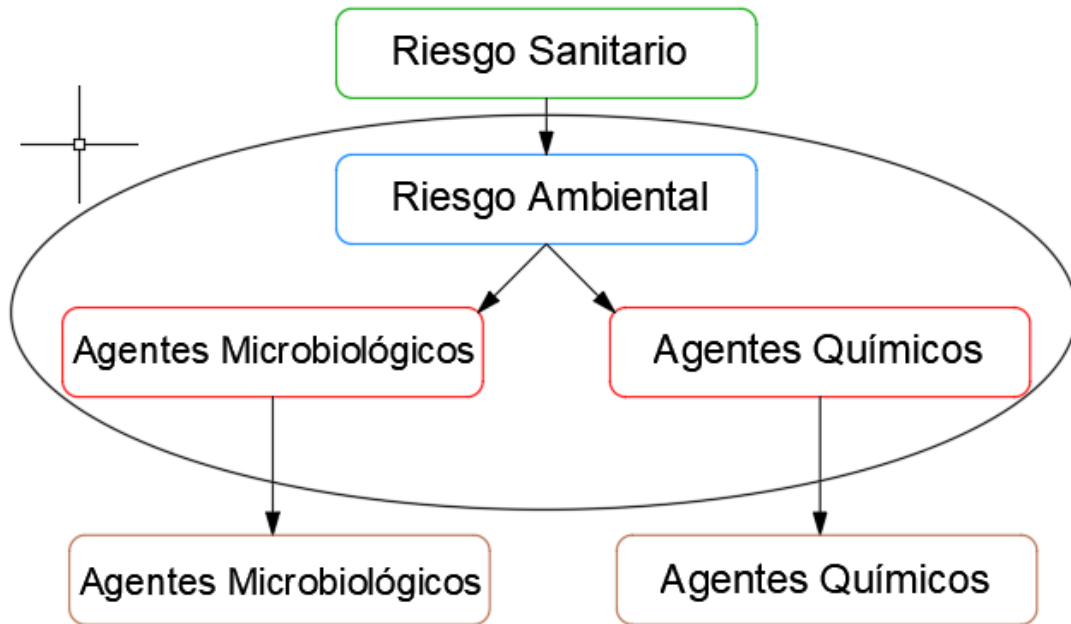 Riesgo Sanitario
Riesgo Ambiental
Agentes Microbiológicos
Agentes Químicos
Agentes Microbiológicos
Agentes Químicos